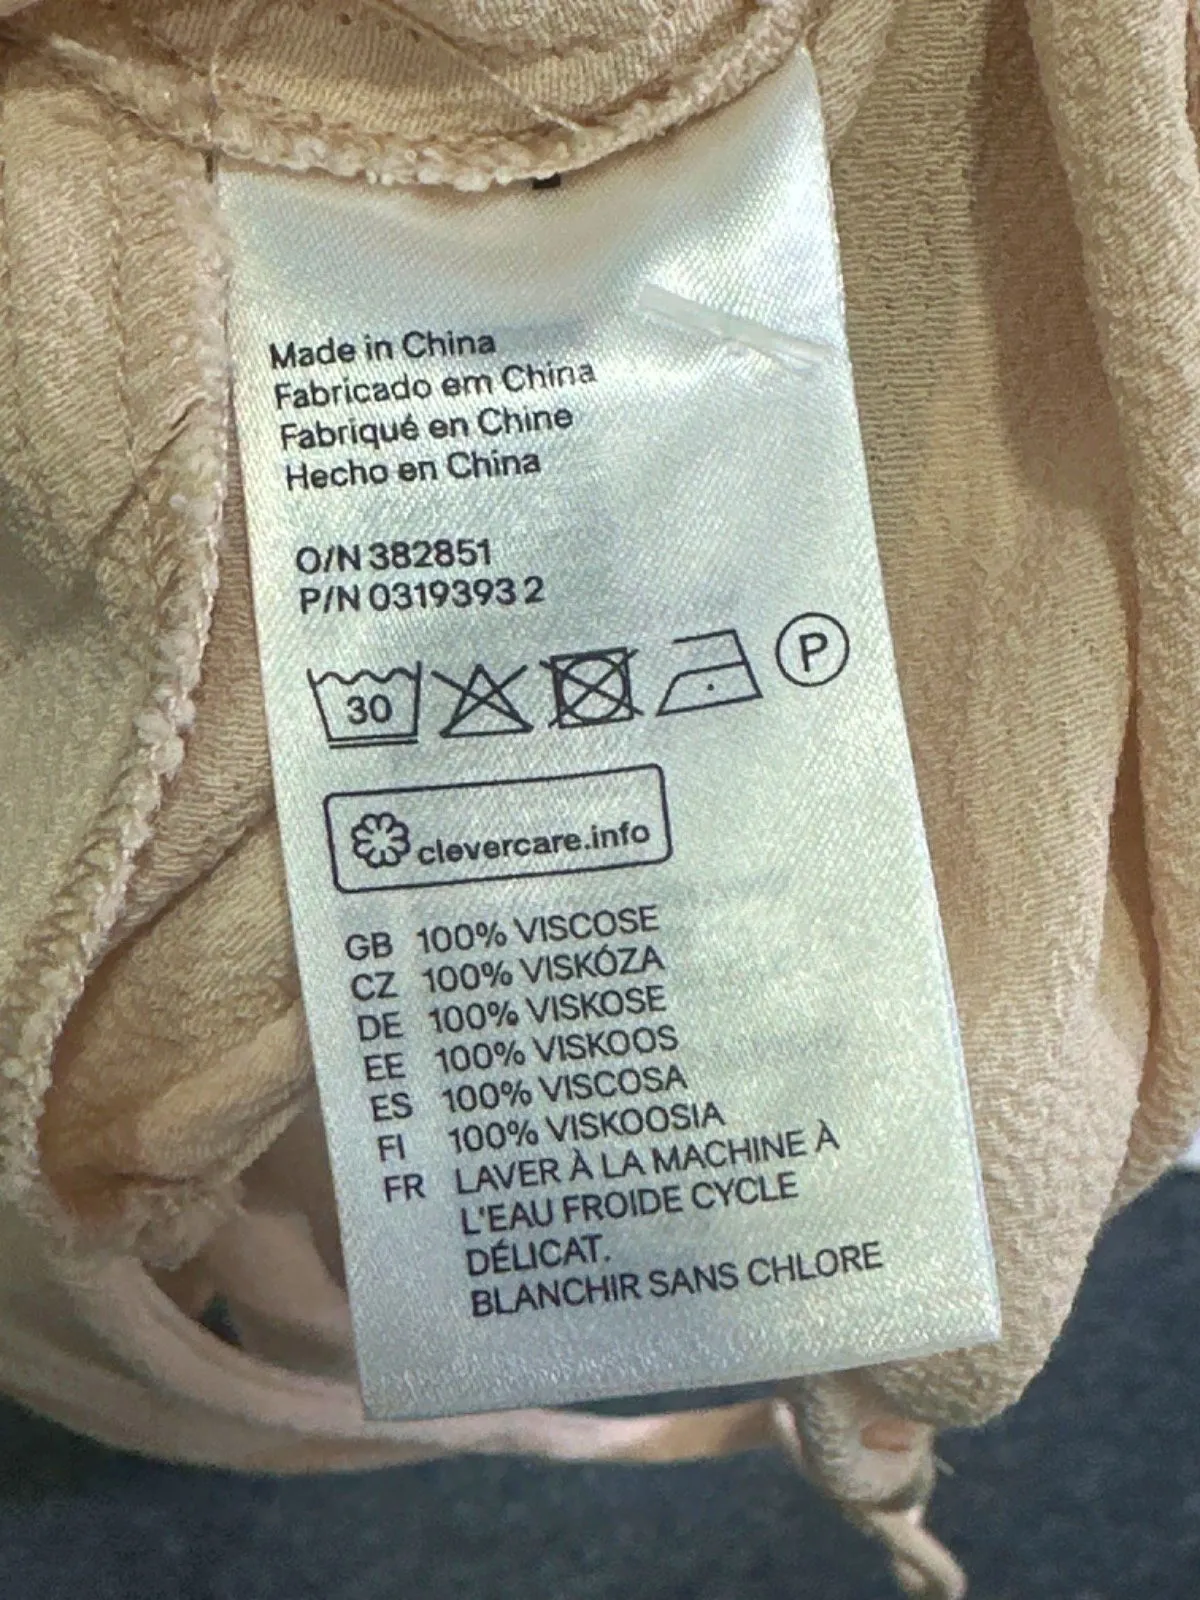 Made in China
Fabricado em China
Fabriqué en Chine
Hecho en China
O/N 382851
P/N 0319393 2
30
P
clevercare.info
GB 100% VISCOSE
CZ 100% VISKÓZA
DE 100% VISKOSE
EE 100% VISKOOS
ES 100% VISCOSA
FI 100% VISKOOSIA
FR LAVER À LA MACHINE À
L'EAU FROIDE CYCLE
DÉLICAT.
BLANCHIR SANS CHLORE